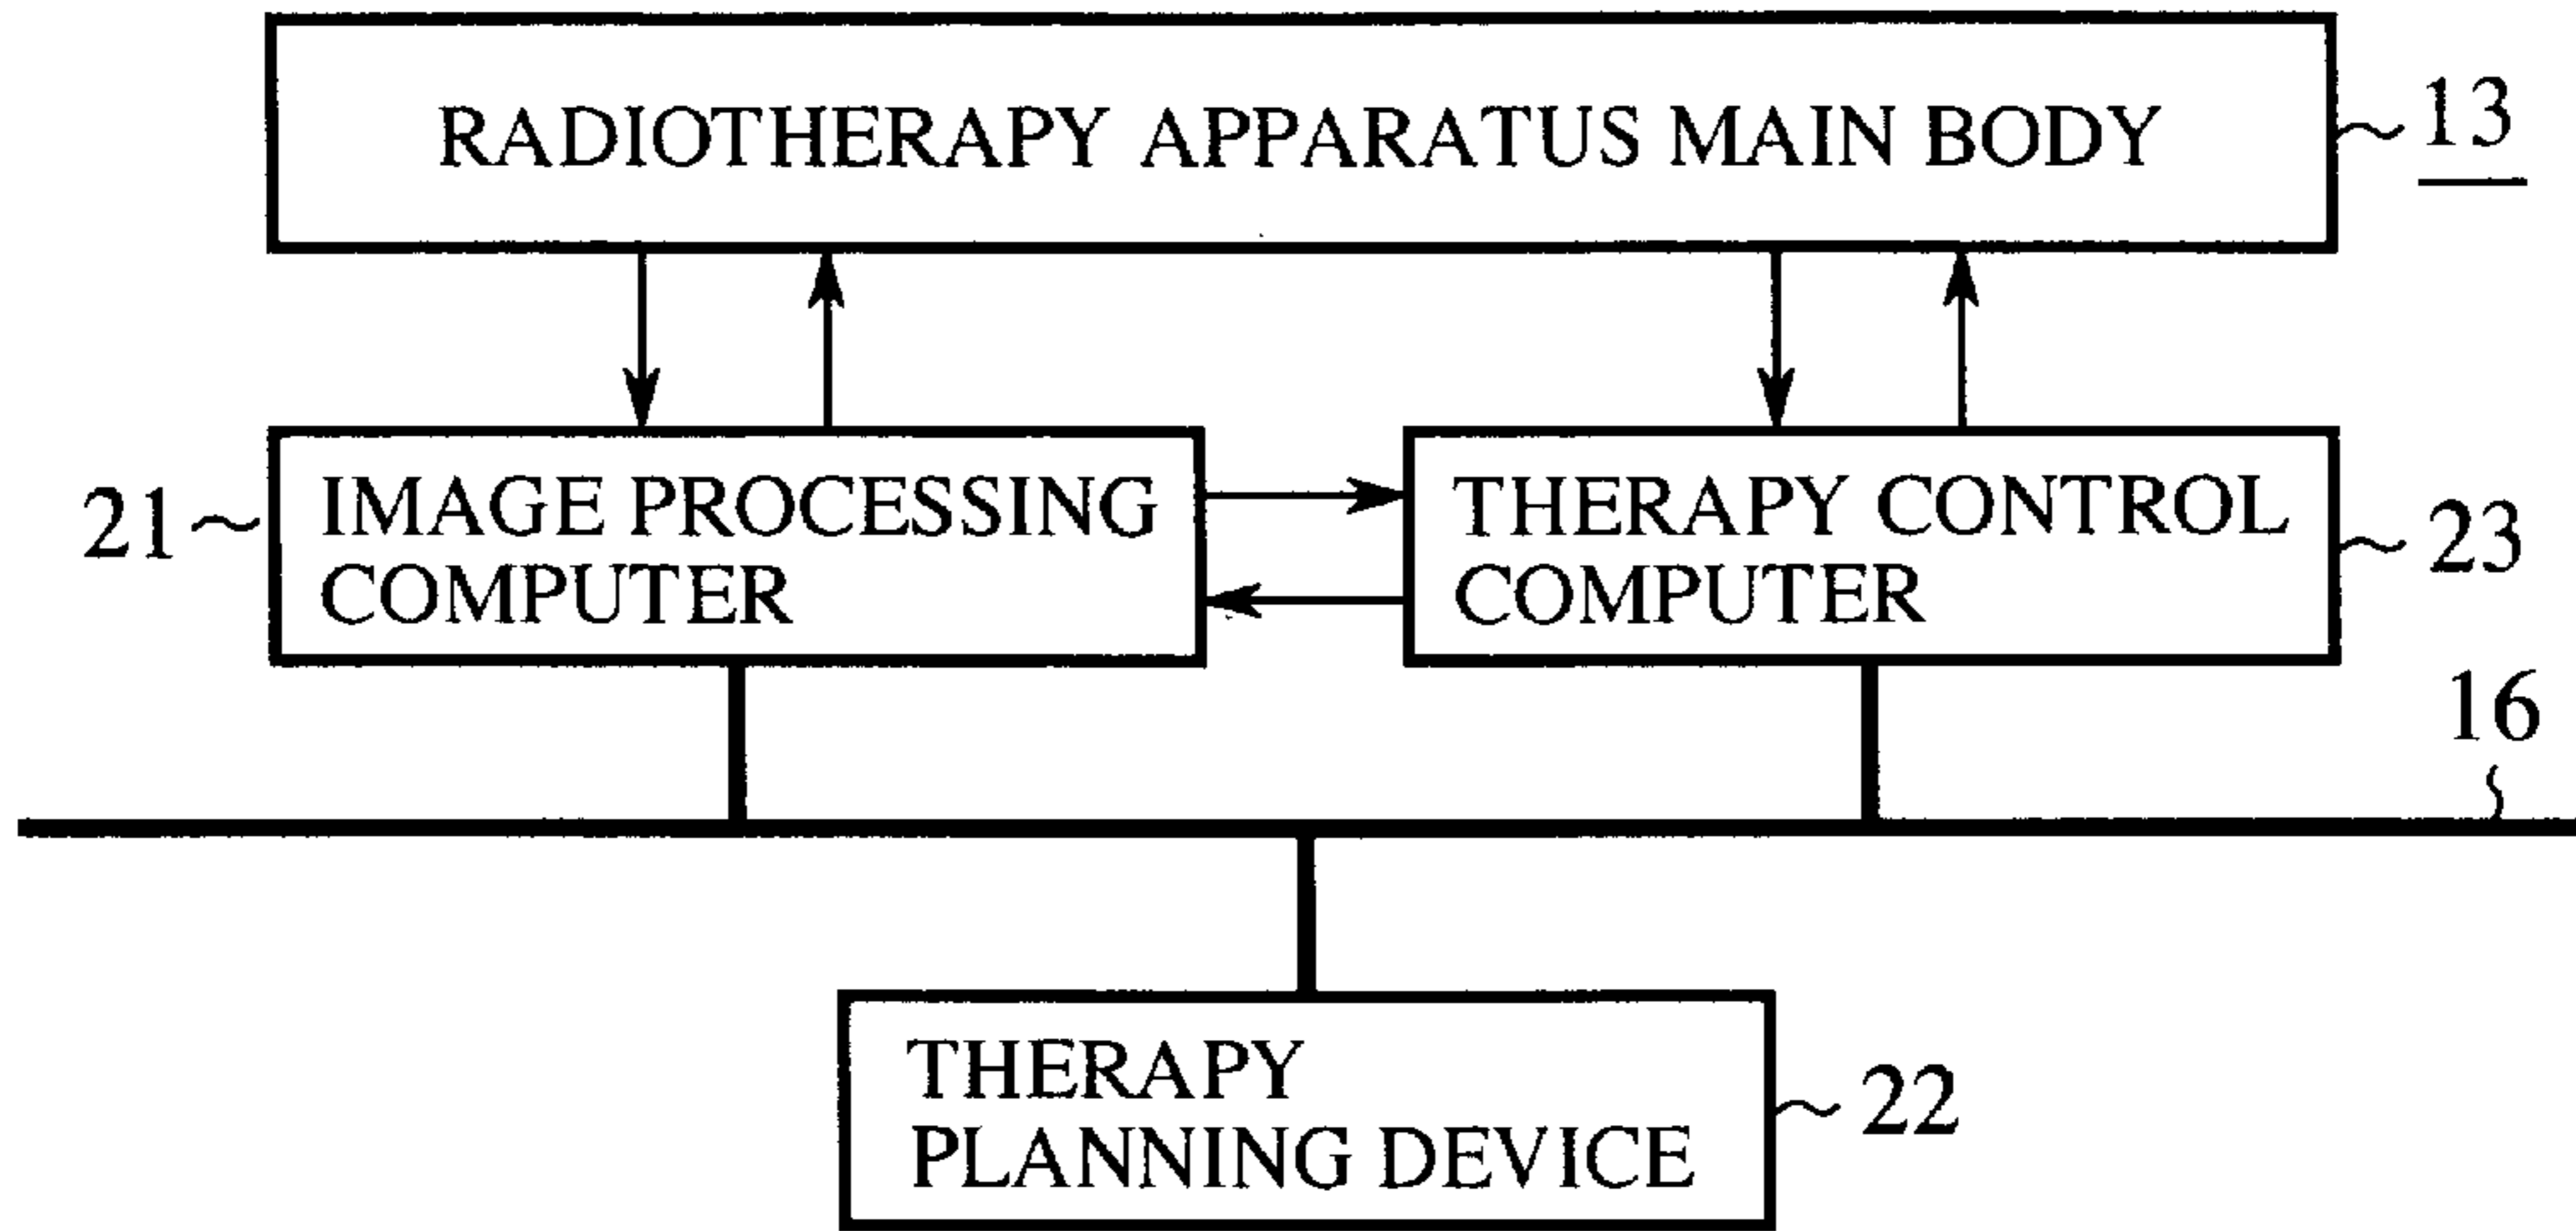 RADIOTHERAPY APPARATUS MAIN BODY
13
21
IMAGE PROCESSING
COMPUTER
THERAPY CONTROL
COMPUTER
23
16
THERAPY
PLANNING DEVICE
22